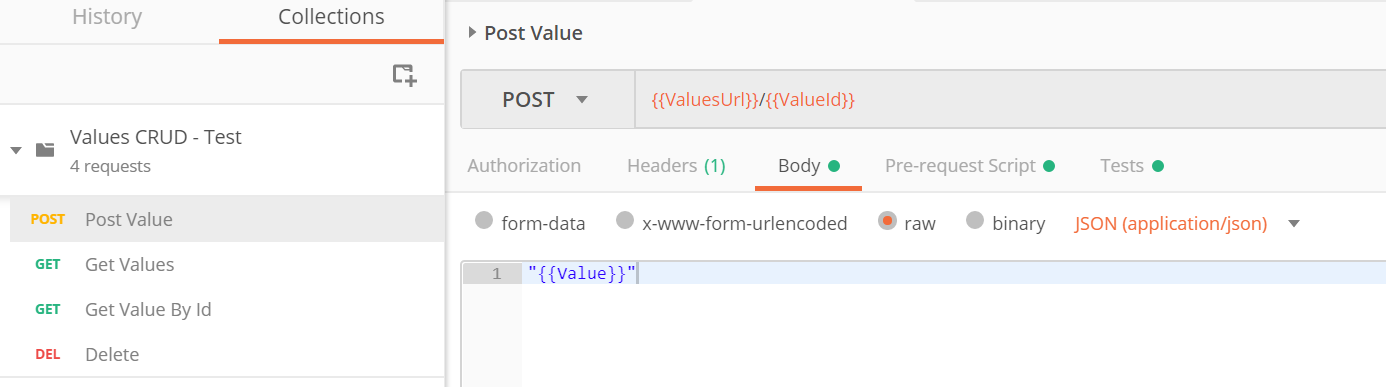 History Collections
Values CRUD - Test
4 requests
POST Post Value
GET Get Values
GET Get Value By Id
DEL Delete
Post Value
POST {{ValuesUrl}}/{{ValueId}}
Authorization Headers (1) Body Pre-request Script Tests
form-data x-www-form-urlencoded raw binary JSON (application/json)
1 "{{Value}}"